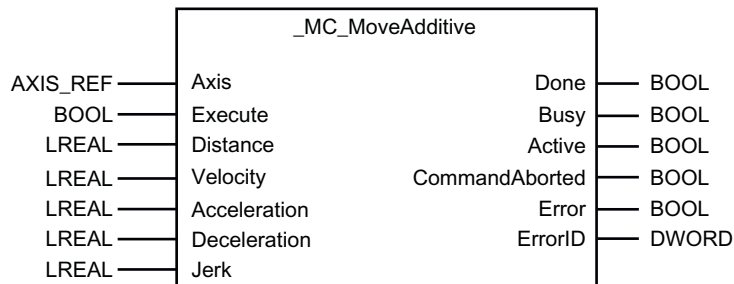 _MC_MoveAdditive
AXIS_REF Axis Done BOOL
BOOL Execute Busy BOOL
LREAL Distance Active BOOL
LREAL Velocity CommandAborted BOOL
LREAL Acceleration Error BOOL
LREAL Deceleration ErrorID DWORD
LREAL Jerk